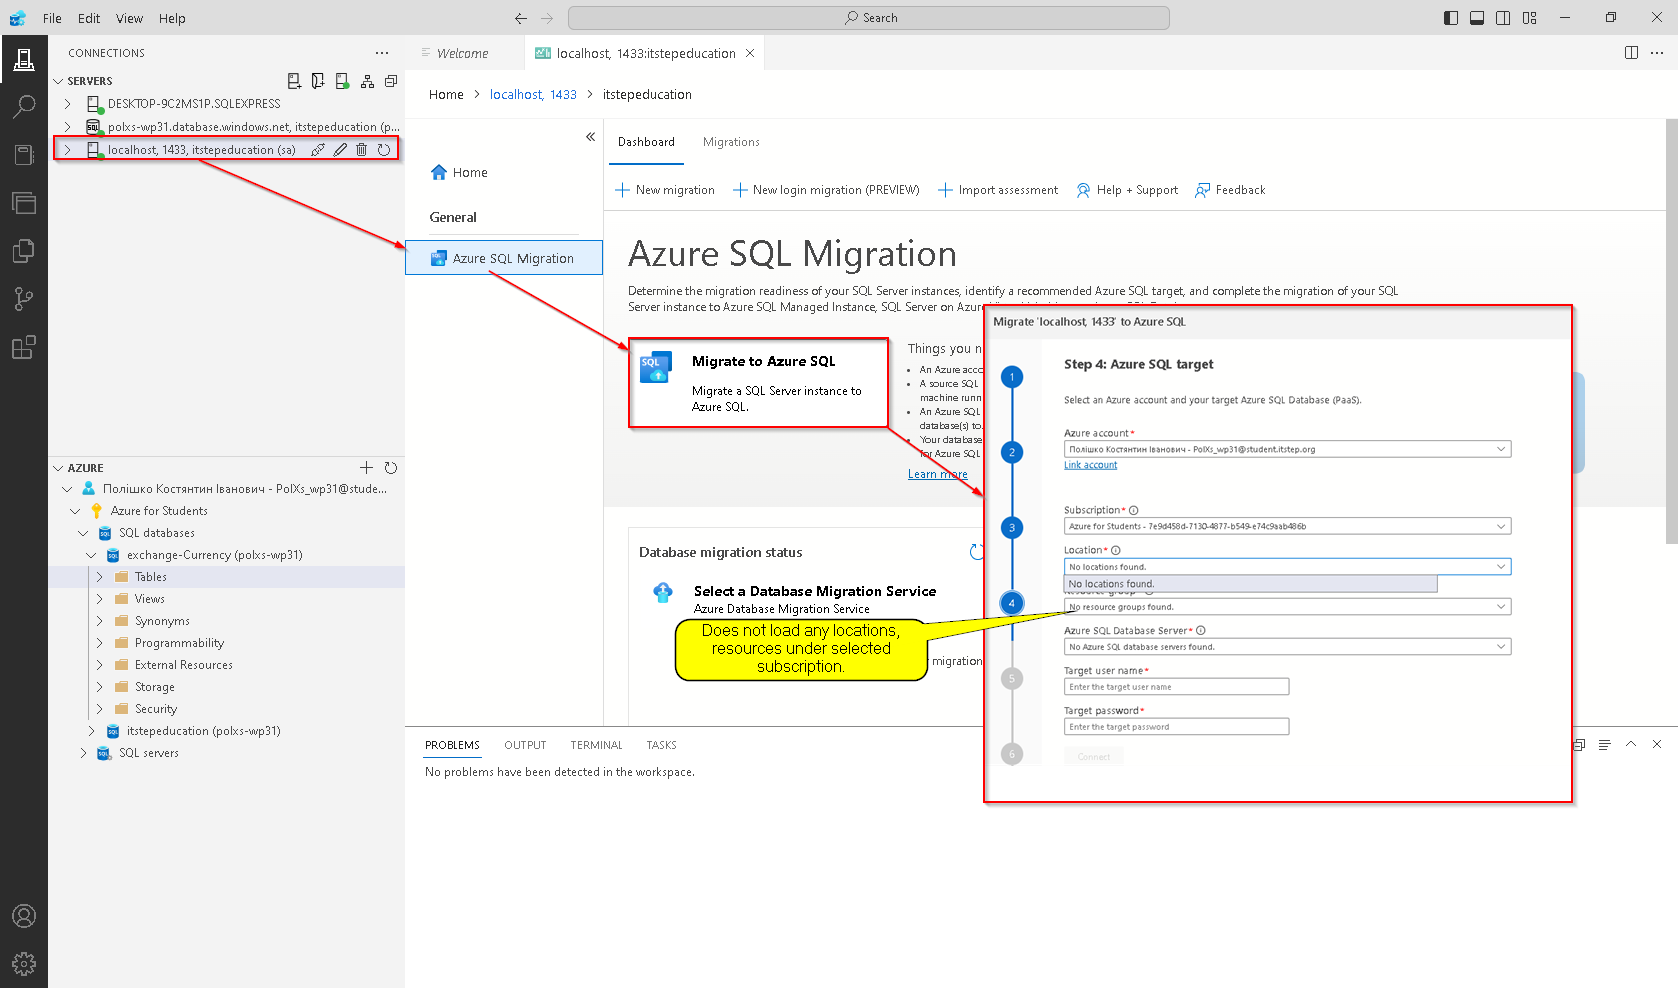 File Edit View Help
Search
CONNECTIONS
SERVERS
DESKTOP-9C2MS1P.SQLEXPRESS
polxs-wp31.database.windows.net, itstepeducation (p...
localhost, 1433, itstepeducation (sa)
AZURE
Полішко Костянтин Іванович - PolXs_wp31@stude...
Azure for Students
SQL databases
exchange-Currency (polxs-wp31)
Tables
Views
Synonyms
Programmability
External Resources
Storage
Security
itstepeducation (polxs-wp31)
SQL servers
Welcome
localhost, 1433:itstepeducation
Home > localhost, 1433 > itstepeducation
Home
General
Azure SQL Migration
Dashboard Migrations
New migration New login migration (PREVIEW) Import assessment Help + Support Feedback
Azure SQL Migration
Determine the migration readiness of your SQL Server instances, identify a recommended Azure SQL target, and complete the migration of your SQL
Server instance to Azure SQL Managed Instance, SQL Server on Azure
SQL
Migrate to Azure SQL
Migrate a SQL Server instance to
Azure SQL.
Things you n
An Azure acco
A source SQL
machine runn
An Azure SQL
database(s) to
Your database
for Azure SQL
Learn more
Database migration status
Select a Database Migration Service
Azure Database Migration Service
migration
Does not load any locations,
resources under selected
subscription.
Migrate 'localhost, 1433' to Azure SQL
1
2
3
4
5
6
Step 4: Azure SQL target
Select an Azure account and your target Azure SQL Database (PaaS).
Azure account*
Полішко Костянтин Іванович - PolXs_wp31@student.itstep.org
Link account
Subscription*
Azure for Students - 7e9d458d-7130-4877-b549-e74c9aab486b
Location*
No locations found.
No locations found.
Resource group*
No resource groups found.
Azure SQL Database Server*
No Azure SQL database servers found.
Target user name*
Enter the target user name
Target password*
Enter the target password
Connect
PROBLEMS OUTPUT TERMINAL TASKS
No problems have been detected in the workspace.